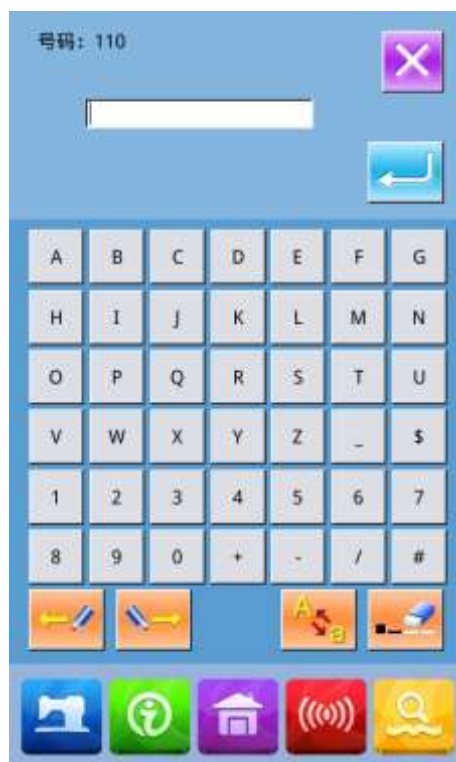 号码：110
A B C D E F G
H I J K L M N
O P Q R S T U
V W X Y Z _ $
1 2 3 4 5 6 7
8 9 0 + - / #
A a